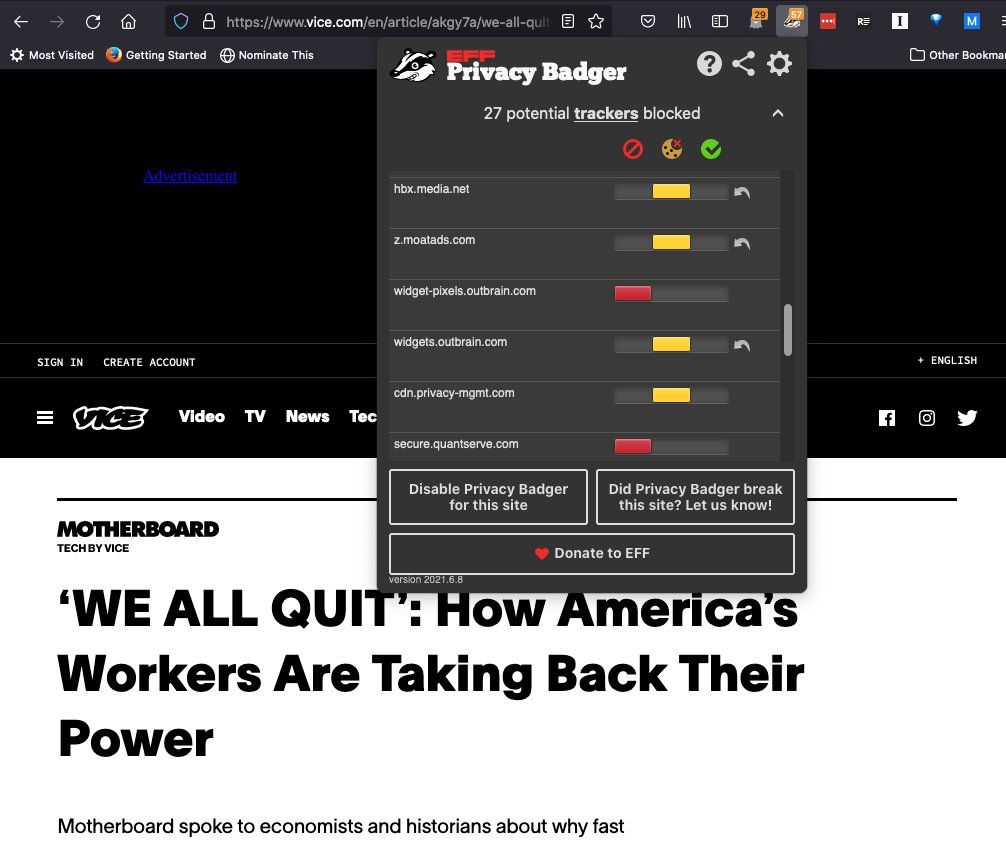 https://www.vice.com/en/article/akgy7a/we-all-quit
29
57
RE
I
M
Most Visited
Getting Started
Nominate This
Other Bookmar
EFF
Privacy Badger
27 potential trackers blocked
Advertisement
hbx.media.net
z.moatads.com
widget-pixels.outbrain.com
widgets.outbrain.com
cdn.privacy-mgmt.com
secure.quantserve.com
SIGN IN CREATE ACCOUNT
+ ENGLISH
VICE
Video TV News Tec
Disable Privacy Badger
for this site
Did Privacy Badger break
this site? Let us know!
Donate to EFF
version 2021.6.8
MOTHERBOARD
TECH BY VICE
‘WE ALL QUIT’: How America’s
Workers Are Taking Back Their
Power
Motherboard spoke to economists and historians about why fast